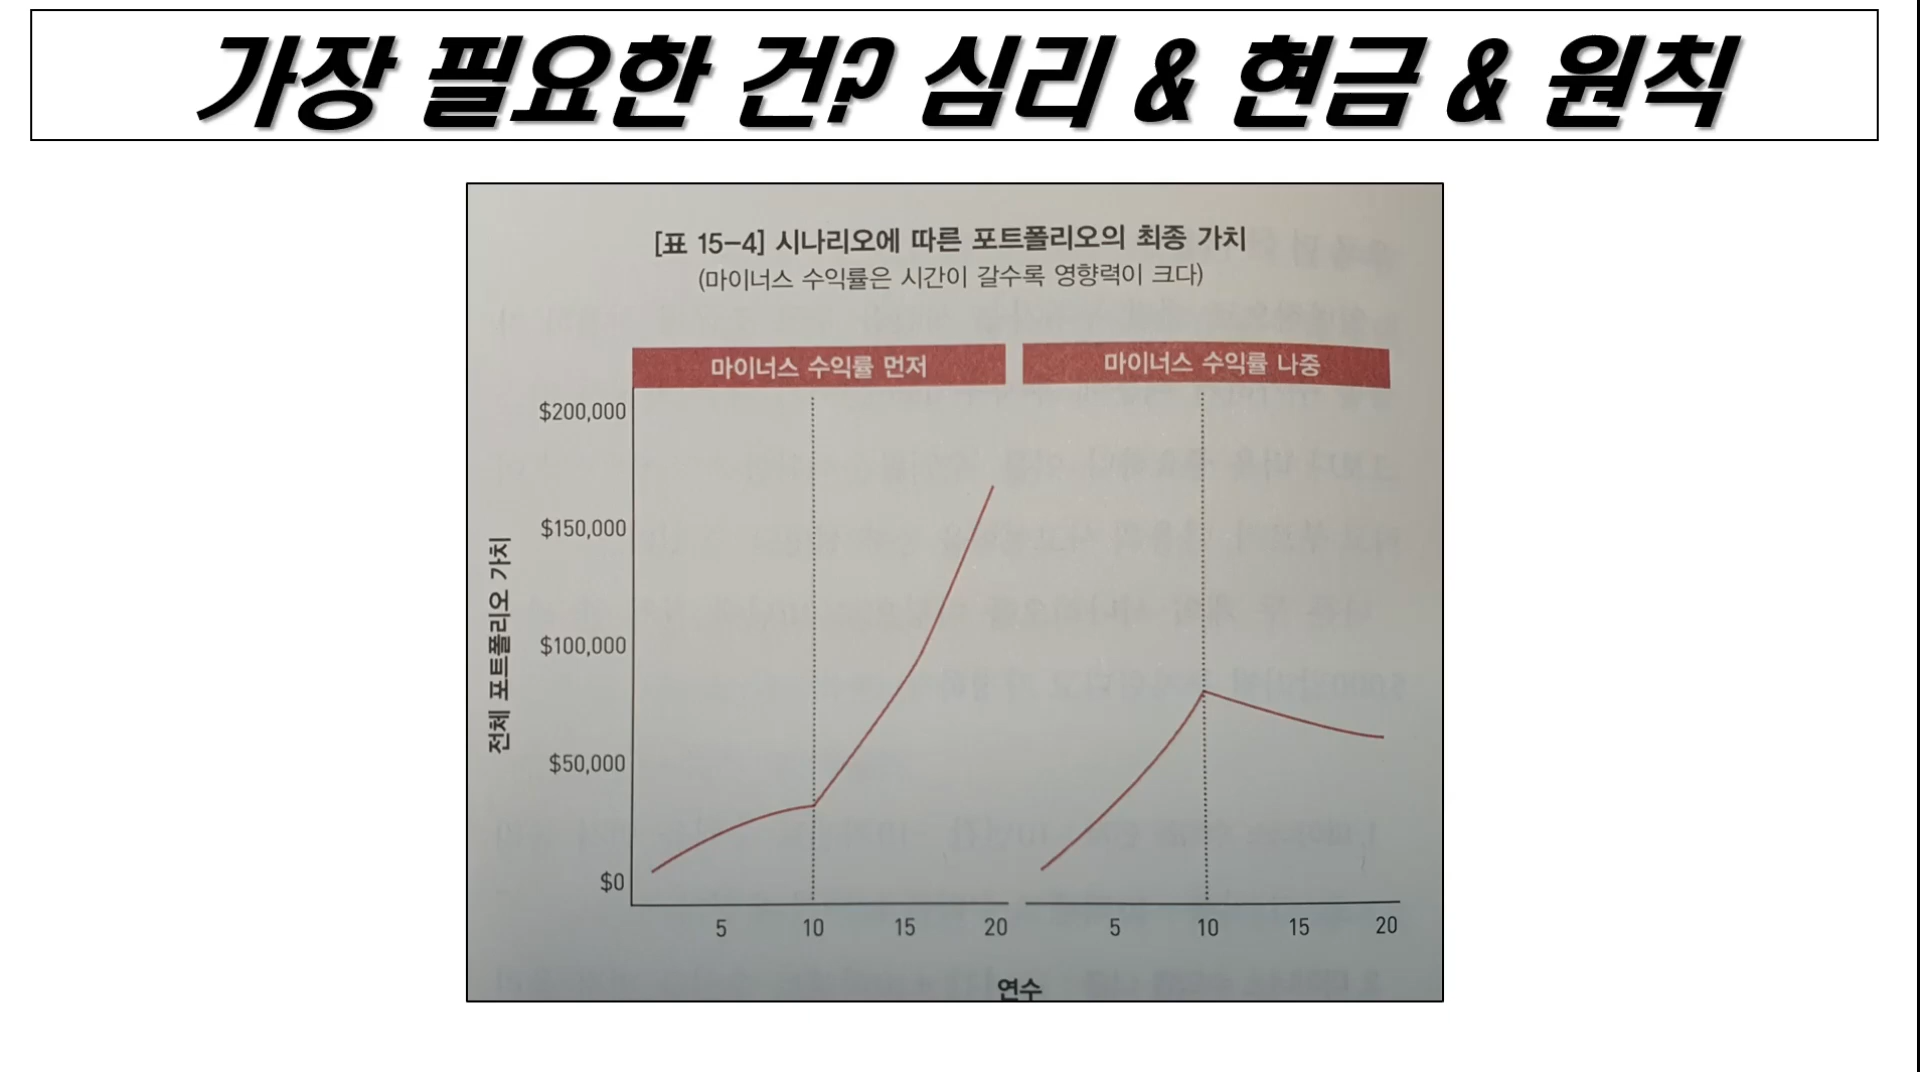 가장 필요한 건? 심리 & 현금 & 원칙
[표 15-4] 시나리오에 따른 포트폴리오의 최종 가치
(마이너스 수익률은 시간이 갈수록 영향력이 크다)
마이너스 수익률 먼저
마이너스 수익률 나중
전체 포트폴리오 가치
$200,000
$150,000
$100,000
$50,000
$0
5 10 15 20
5 10 15 20
연수